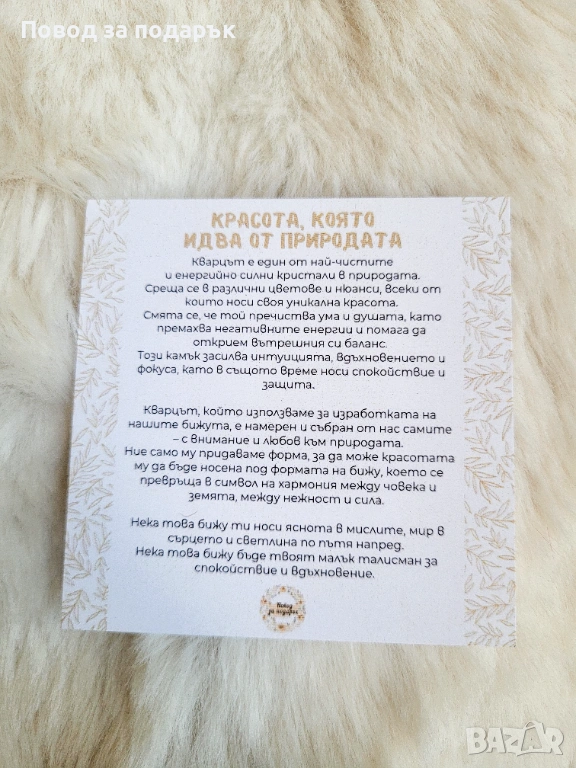 Повод за подарък
КРАСОТА, КОЯТО
ИДВА ОТ ПРИРОДАТА
Кварцът е един от най-чистите
и енергийно силни кристали в природата.
Среща се в различни цветове и нюанси, всеки от
които носи своя уникална красота.
Смята се, че той пречиства ума и душата, като
премахва негативните енергии и помага да
открием вътрешния си баланс.
Този камък засилва интуицията, вдъхновението и
фокуса, като в същото време носи спокойствие и
защита.
Кварцът, който използваме за изработката на
нашите бижута, е намерен и събран от нас самите
– с внимание и любов към природата.
Ние само му придаваме форма, за да може красотата
му да бъде носена под формата на бижу, което се
превръща в символ на хармония между човека и
земята, между нежност и сила.
Нека това бижу ти носи яснота в мислите, мир в
сърцето и светлина по пътя напред.
Нека това бижу бъде твоят малък талисман за
спокойствие и вдъхновение.
Повод
за подарък
BAZAR